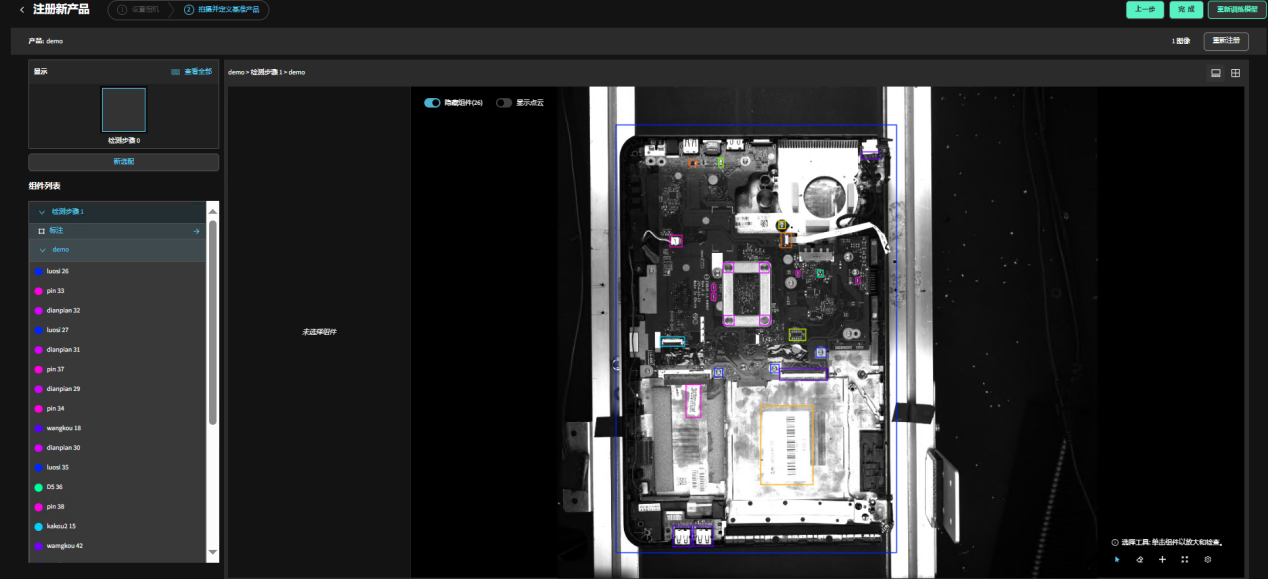 注册新产品
1 设置相机
2 拍摄并定义基准产品
上一步
完成
重新训练模型
产品: demo
1 图像
重新注册
显示
查看全部
检测步骤 0
新适配
组件列表
检测步骤 1
标注
demo
luosi 26
pin 33
dianpian 32
luosi 27
dianpian 31
pin 37
dianpian 29
pin 34
wangkou 18
dianpian 30
luosi 35
D5 36
pin 38
kakou2 15
wamgkou 42
demo > 检测步骤 1 > demo
未选择组件
隐藏组件(26)
显示点云
选择工具: 单击组件以放大和检查。